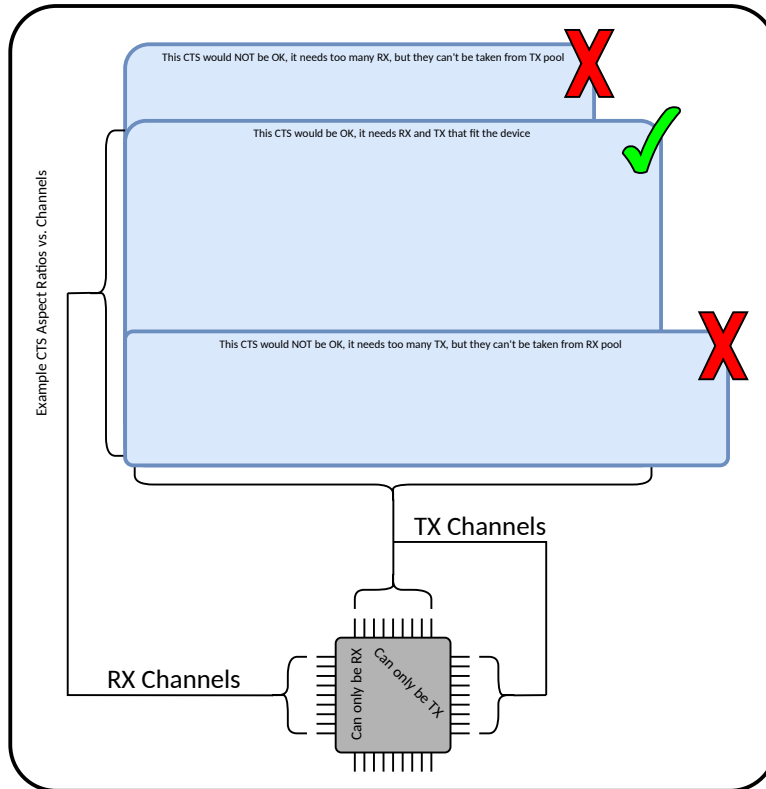 This CTS would NOT be OK, it needs too many RX, but they can't be taken from TX pool
This CTS would be OK, it needs RX and TX that fit the device
Example CTS Aspect Ratios vs. Channels
This CTS would NOT be OK, it needs too many TX, but they can't be taken from RX pool
TX Channels
RX Channels
Can only be RX
Can only be TX